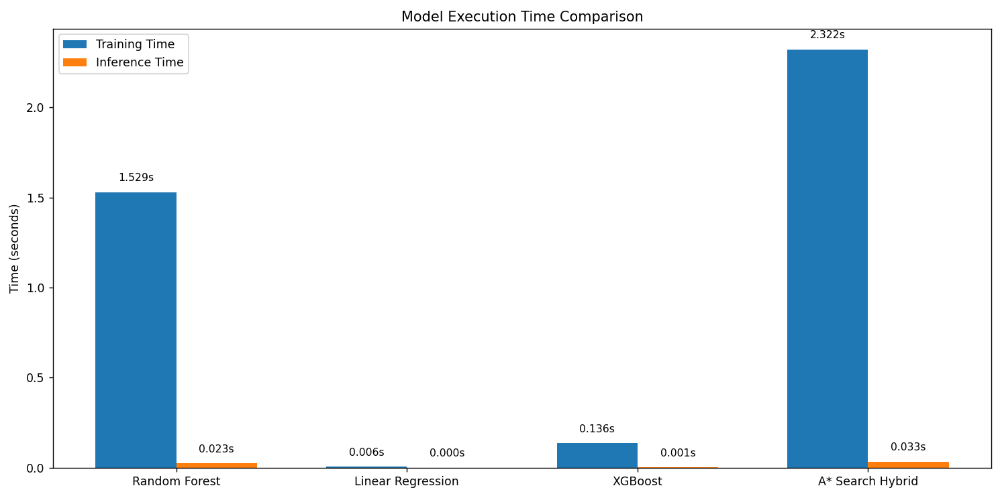 Model Execution Time Comparison
Training Time
Inference Time
Time (seconds)
2.0
1.5
1.0
0.5
0.0
1.529s
0.023s
0.006s
0.000s
0.136s
0.001s
2.322s
0.033s
Random Forest
Linear Regression
XGBoost
A* Search Hybrid